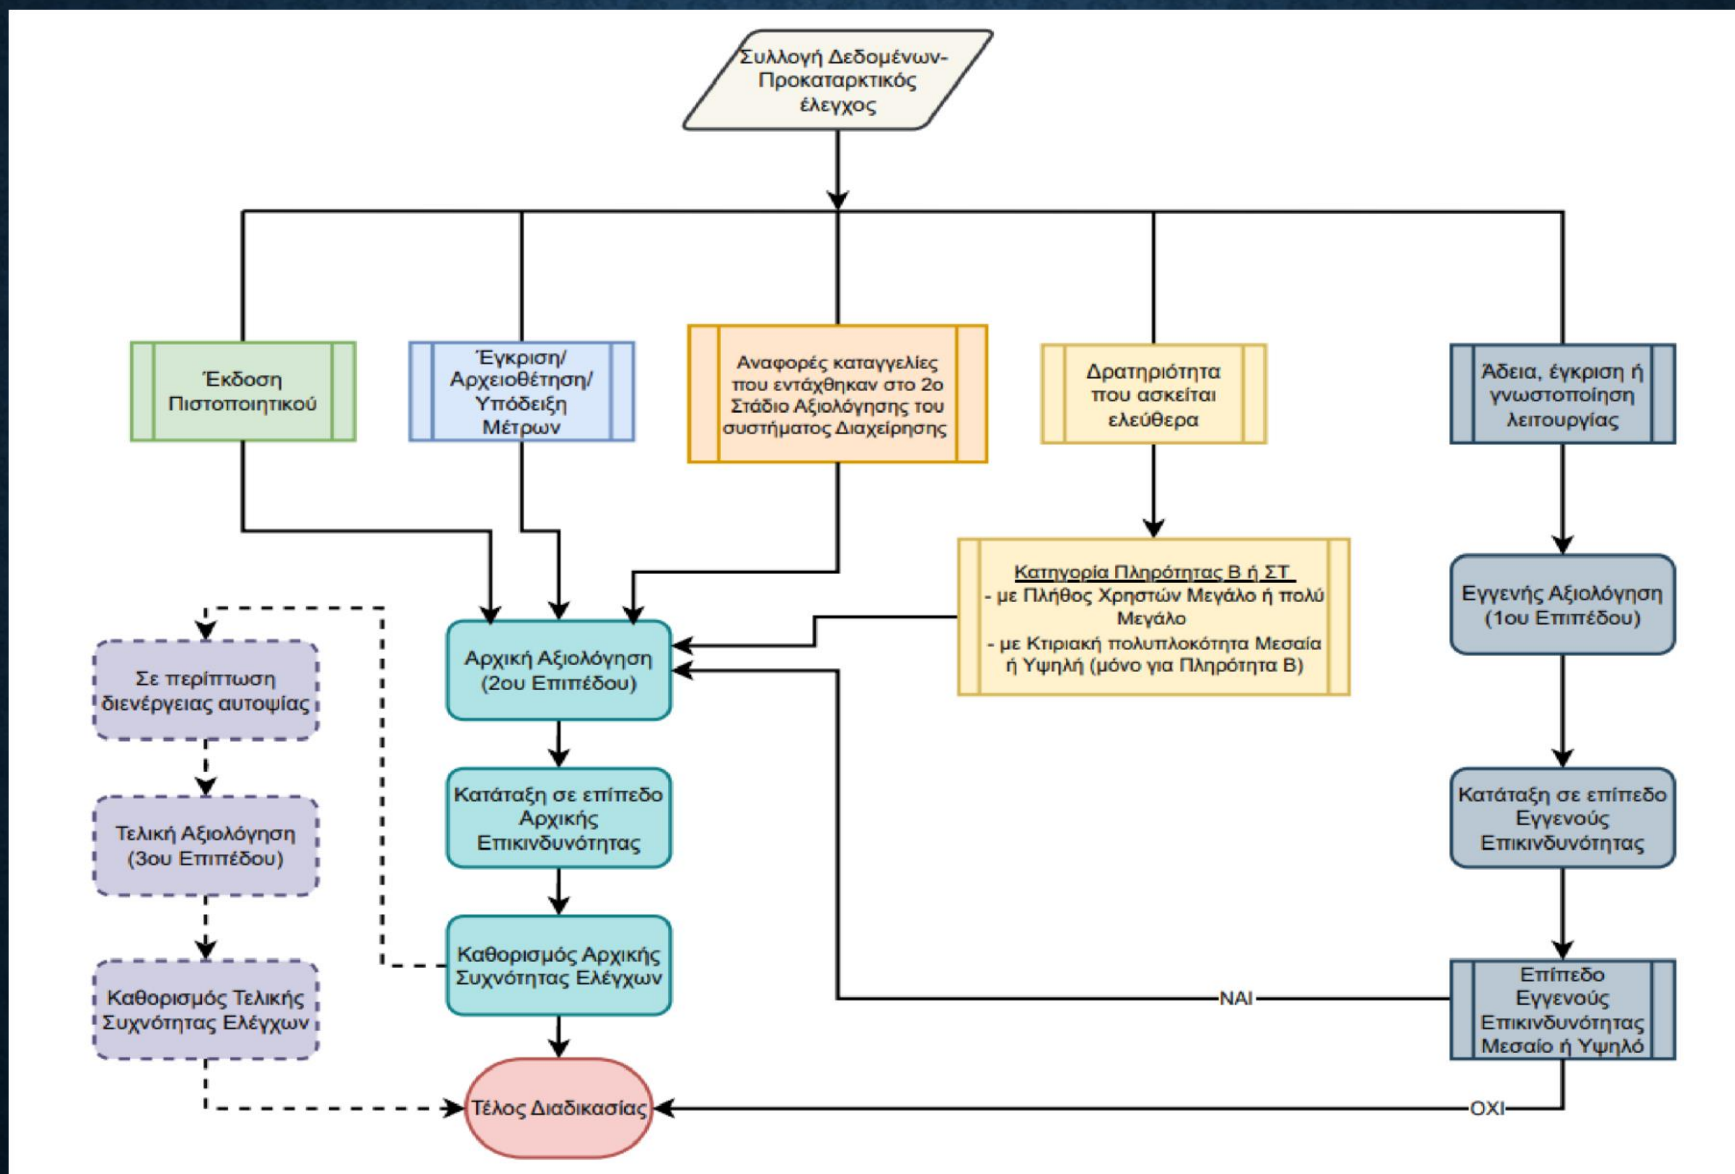 Συλλογή Δεδομένων-
Προκαταρκτικός
έλεγχος
Έκδοση
Πιστοποιητικού
Έγκριση/
Αρχειοθέτηση/
Υπόδειξη
Μέτρων
Αναφορές καταγγελίες
που εντάχθηκαν στο 2ο
Στάδιο Αξιολόγησης του
συστήματος Διαχείρησης
Δρατηριότητα
που ασκείται
ελεύθερα
Άδεια, έγκριση ή
γνωστοποίηση
λειτουργίας
Κατηγορία Πληρότητας Β ή ΣΤ
- με Πλήθος Χρηστών Μεγάλο ή πολύ
Μεγάλο
- με Κτιριακή πολυπλοκότητα Μεσαία
ή Υψηλή (μόνο για Πληρότητα Β)
Εγγενής Αξιολόγηση
(1ου Επιπέδου)
Σε περίπτωση
διενέργειας αυτοψίας
Αρχική Αξιολόγηση
(2ου Επιπέδου)
Τελική Αξιολόγηση
(3ου Επιπέδου)
Κατάταξη σε επίπεδο
Αρχικής
Επικινδυνότητας
Κατάταξη σε επίπεδο
Εγγενούς
Επικινδυνότητας
Καθορισμός Τελικής
Συχνότητας Ελέγχων
Καθορισμός Αρχικής
Συχνότητας Ελέγχων
ΝΑΙ
Επίπεδο
Εγγενούς
Επικινδυνότητας
Μεσαίο ή Υψηλό
Τέλος Διαδικασίας
ΟΧΙ